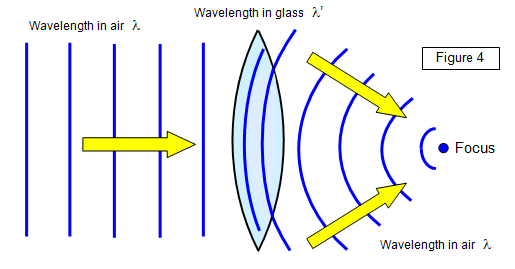 Wavelength in glass λ'
Wavelength in air λ
Figure 4
Focus
Wavelength in air λ